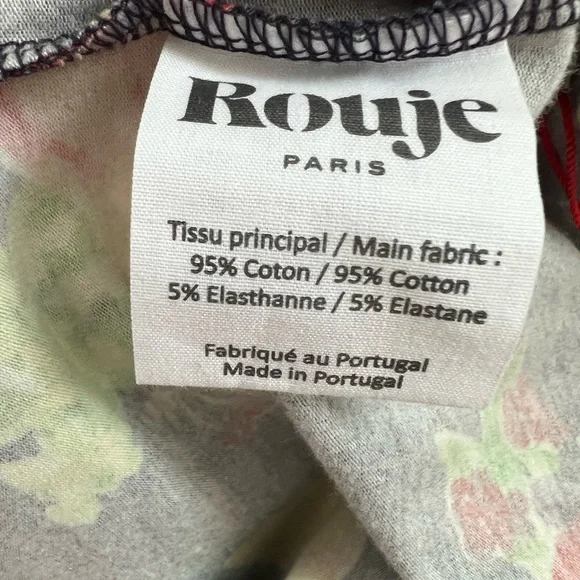 Rouje
PARIS
Tissu principal / Main fabric :
95% Coton / 95% Cotton
5% Elasthanne / 5% Elastane
Fabriqué au Portugal
Made in Portugal